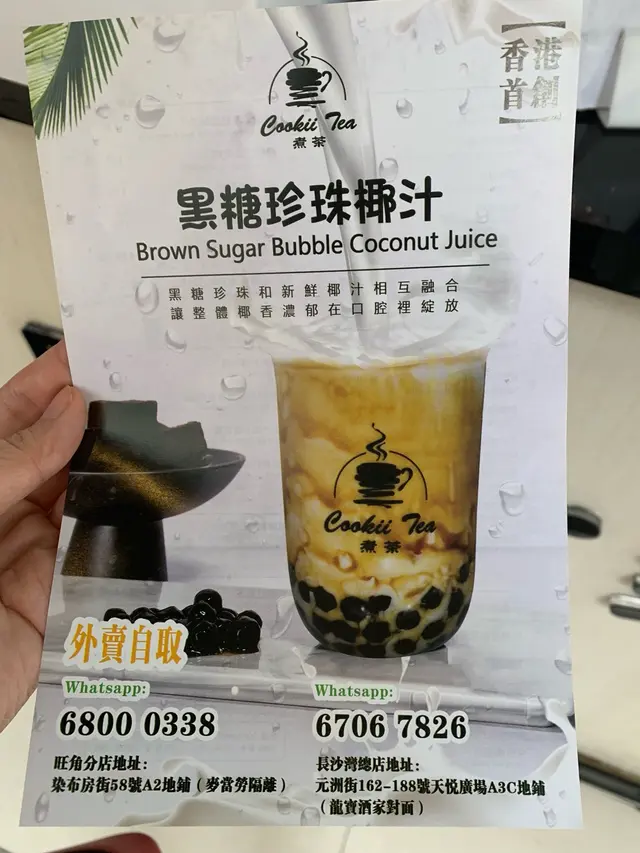 【香港
首創】
Cookii Tea
煮茶
黑糖珍珠椰汁
Brown Sugar Bubble Coconut Juice
黑糖珍珠和新鮮椰汁相互融合
讓整體椰香濃郁在口腔裡綻放
Cookii Tea
煮茶
外賣自取
Whatsapp:
6800 0338
旺角分店地址:
染布房街58號A2地鋪(麥當勞隔離)
Whatsapp:
6706 7826
長沙灣總店地址:
元洲街162-188號天悦廣場A3C地鋪
(龍寶酒家對面)